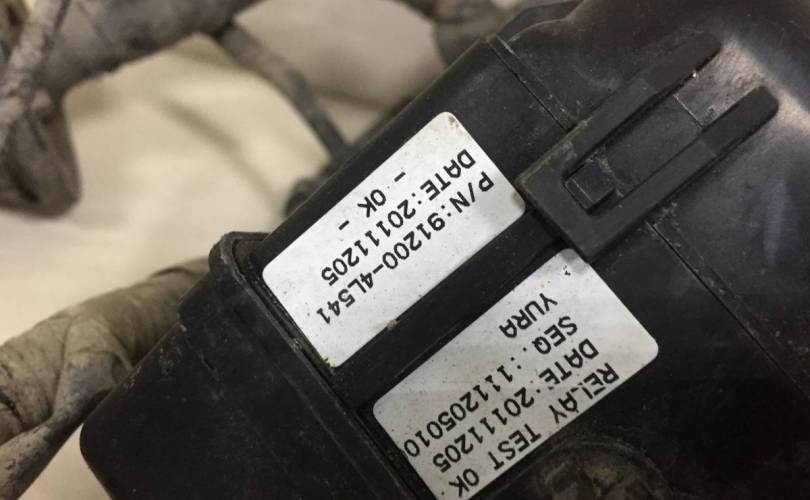 P/N:91200-4L541
DATE:20111205
- OK -
RELAY TEST OK
DATE:20111205
SEQ.:111205010
YURA